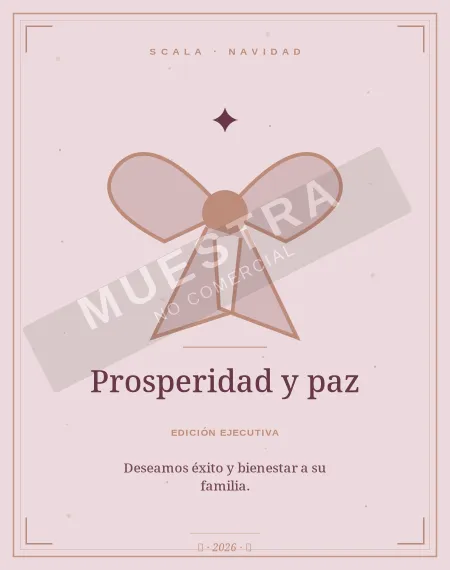 SCALA · NAVIDAD
MUESTRA
NO COMERCIAL
Prosperidad y paz
EDICIÓN EJECUTIVA
Deseamos éxito y bienestar a su
familia.
· 2026 ·